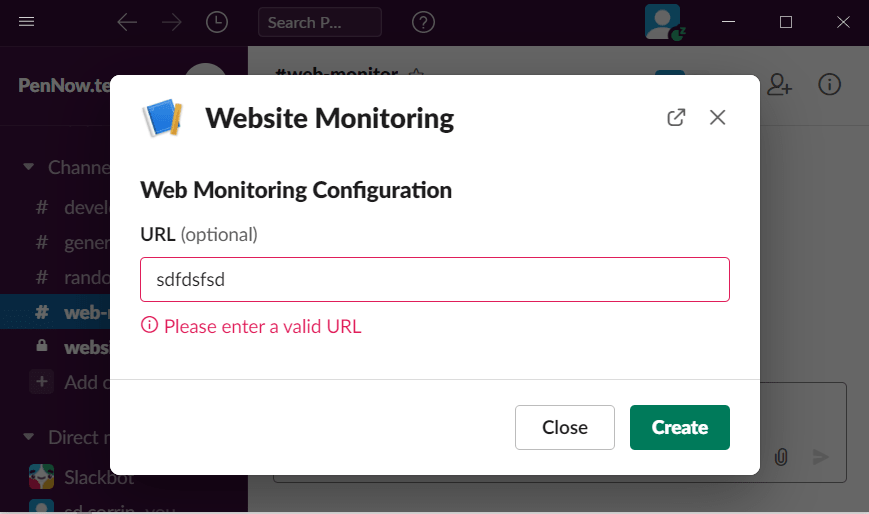 Search P...
PenNow.te
#web-monitor
Website Monitoring
Channe
# devel
# gener
# rando
# web-
websi
+ Add c
Direct
Slackbot
Web Monitoring Configuration
URL (optional)
sdfdsfsd
Please enter a valid URL
Close
Create